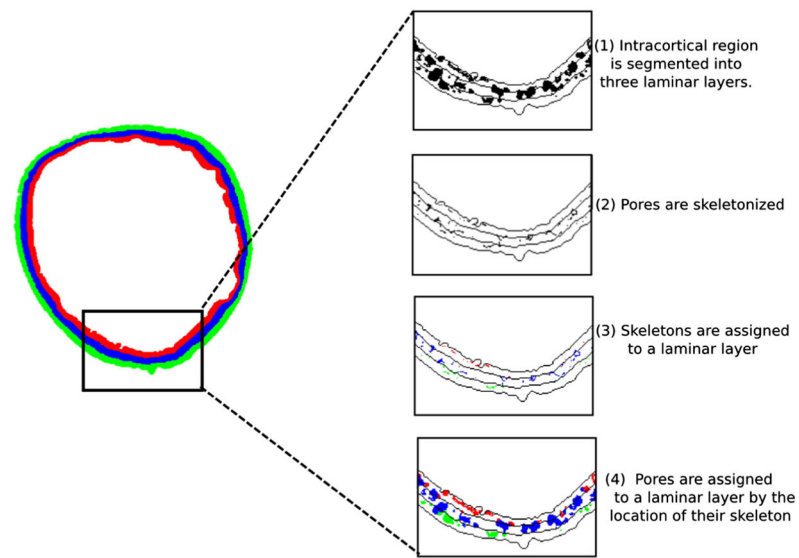 (1) Intracortical region
is segmented into
three laminar layers.
(2) Pores are skeletonized
(3) Skeletons are assigned
to a laminar layer
(4) Pores are assigned
to a laminar layer by the
location of their skeleton